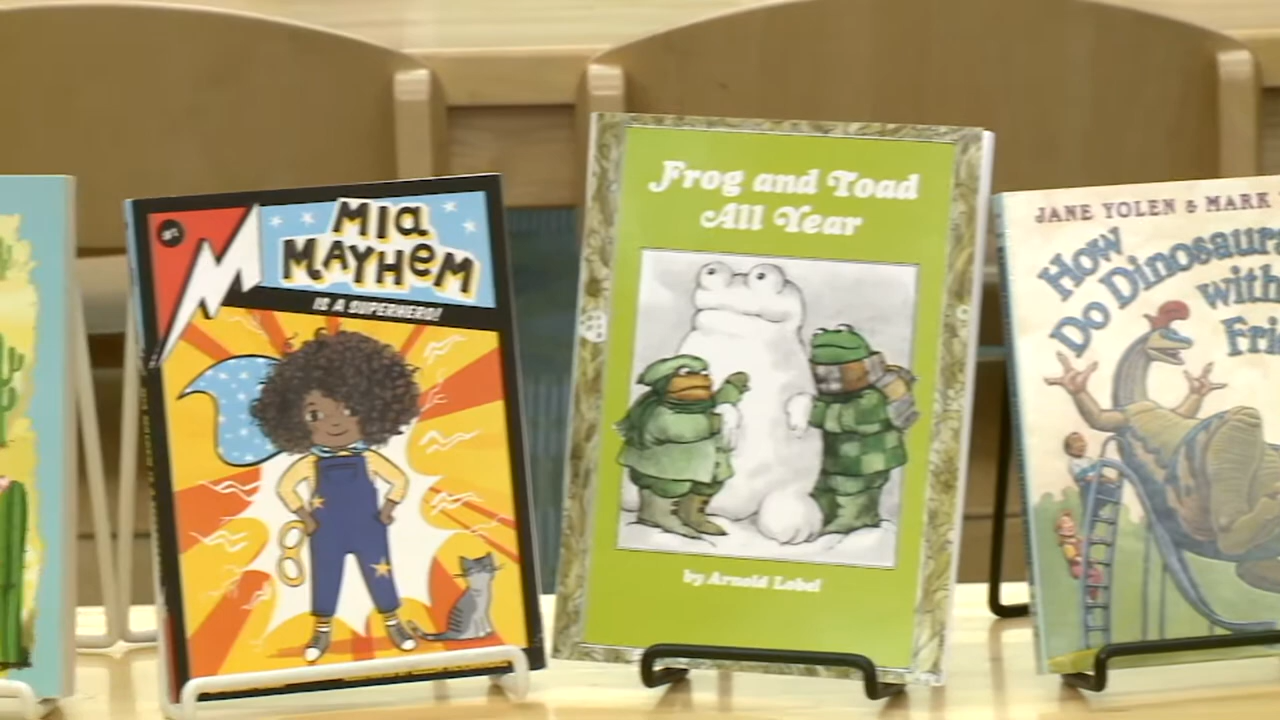 MIA
MAYHEM
IS A SUPERHERO!
Frog and Toad
All Year
by Arnold Lobel
JANE YOLEN & MARK
How
Do Dinosaurs
with